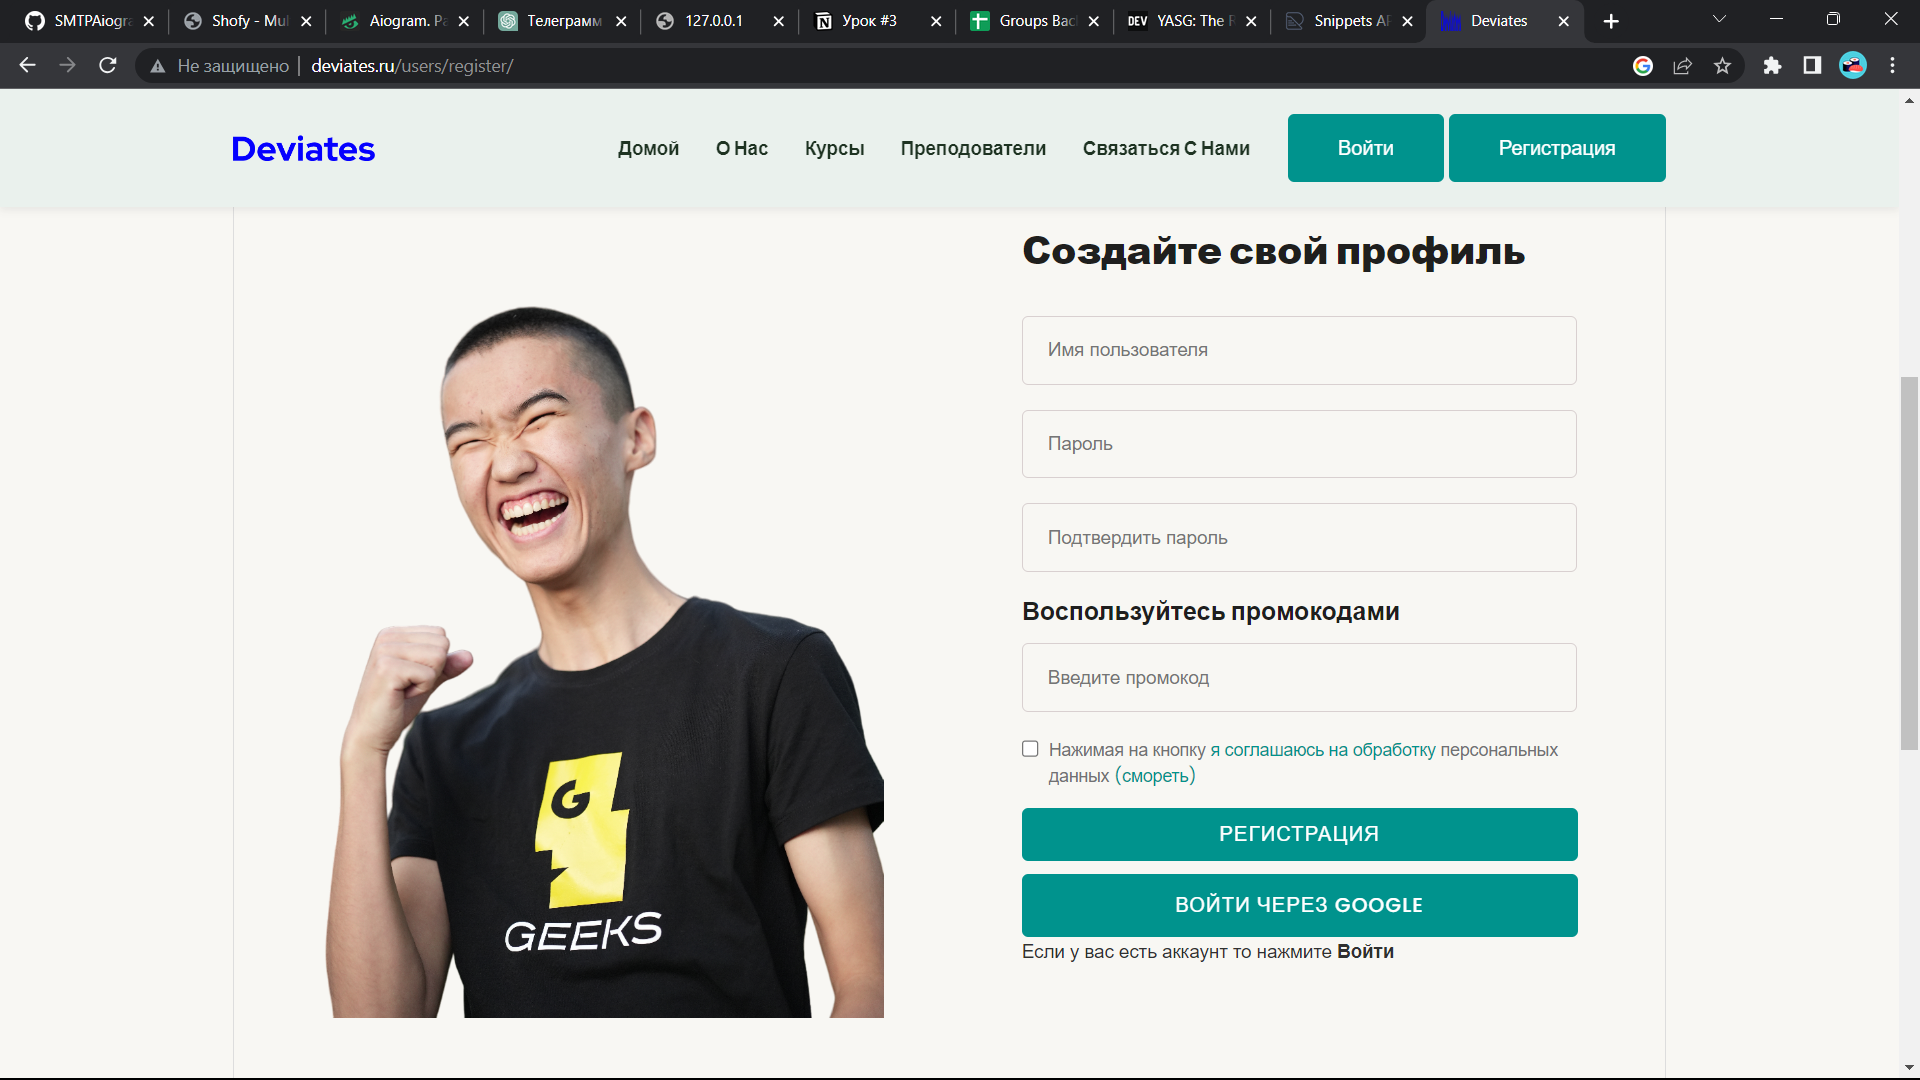 SMTPAiogra
Shofy - Mul
Aiogram. Ра
Телеграмм
127.0.0.1
Урок #3
Groups Bac
DEV YASG: The R
Snippets AP
Deviates
Не защищено deviates.ru/users/register/
Deviates
Домой О Нас Курсы Преподователи Связаться С Нами Войти Регистрация
Создайте свой профиль
Имя пользователя
Пароль
Подтвердить пароль
Воспользуйтесь промокодами
Введите промокод
Нажимая на кнопку я соглашаюсь на обработку персональных
данных (смореть)
РЕГИСТРАЦИЯ
ВОЙТИ ЧЕРЕЗ GOOGLE
Если у вас есть аккаунт то нажмите Войти
G
GEEKS